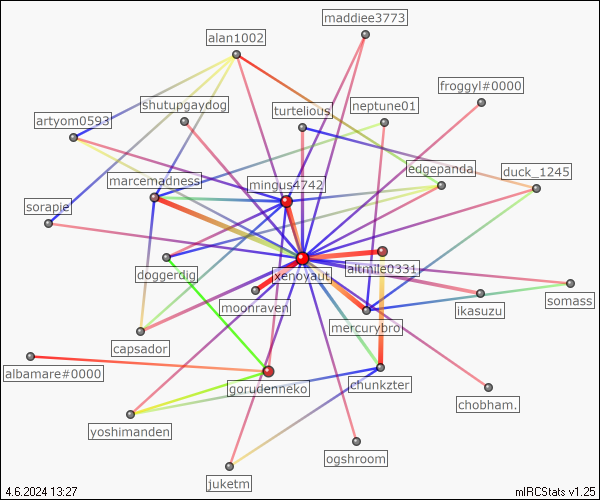 maddiee3773
alan1002
froggyl#0000
shutupgaydog
neptune01
artyom0593
turtelious
edgepanda
duck_1245
marcemadness
mingus4742
sorapie
doggerdig
xenoyaut
altmile0331
moonraven
ikasuzu
somass
mercurybro
capsador
albamare#0000
gorudenneko
chunkzter
chobham.
yoshimanden
ogshroom
juketm
4.6.2024 13:27
mIRCStats v1.25